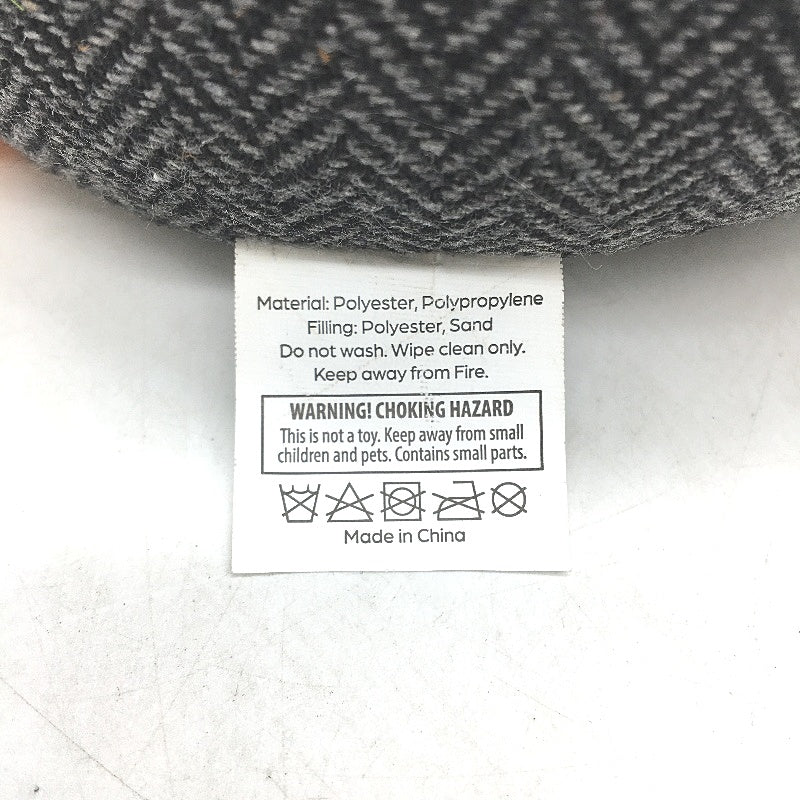 Material: Polyester, Polypropylene
Filling: Polyester, Sand
Do not wash. Wipe clean only.
Keep away from Fire.
WARNING! CHOKING HAZARD
This is not a toy. Keep away from small
children and pets. Contains small parts.
Made in China